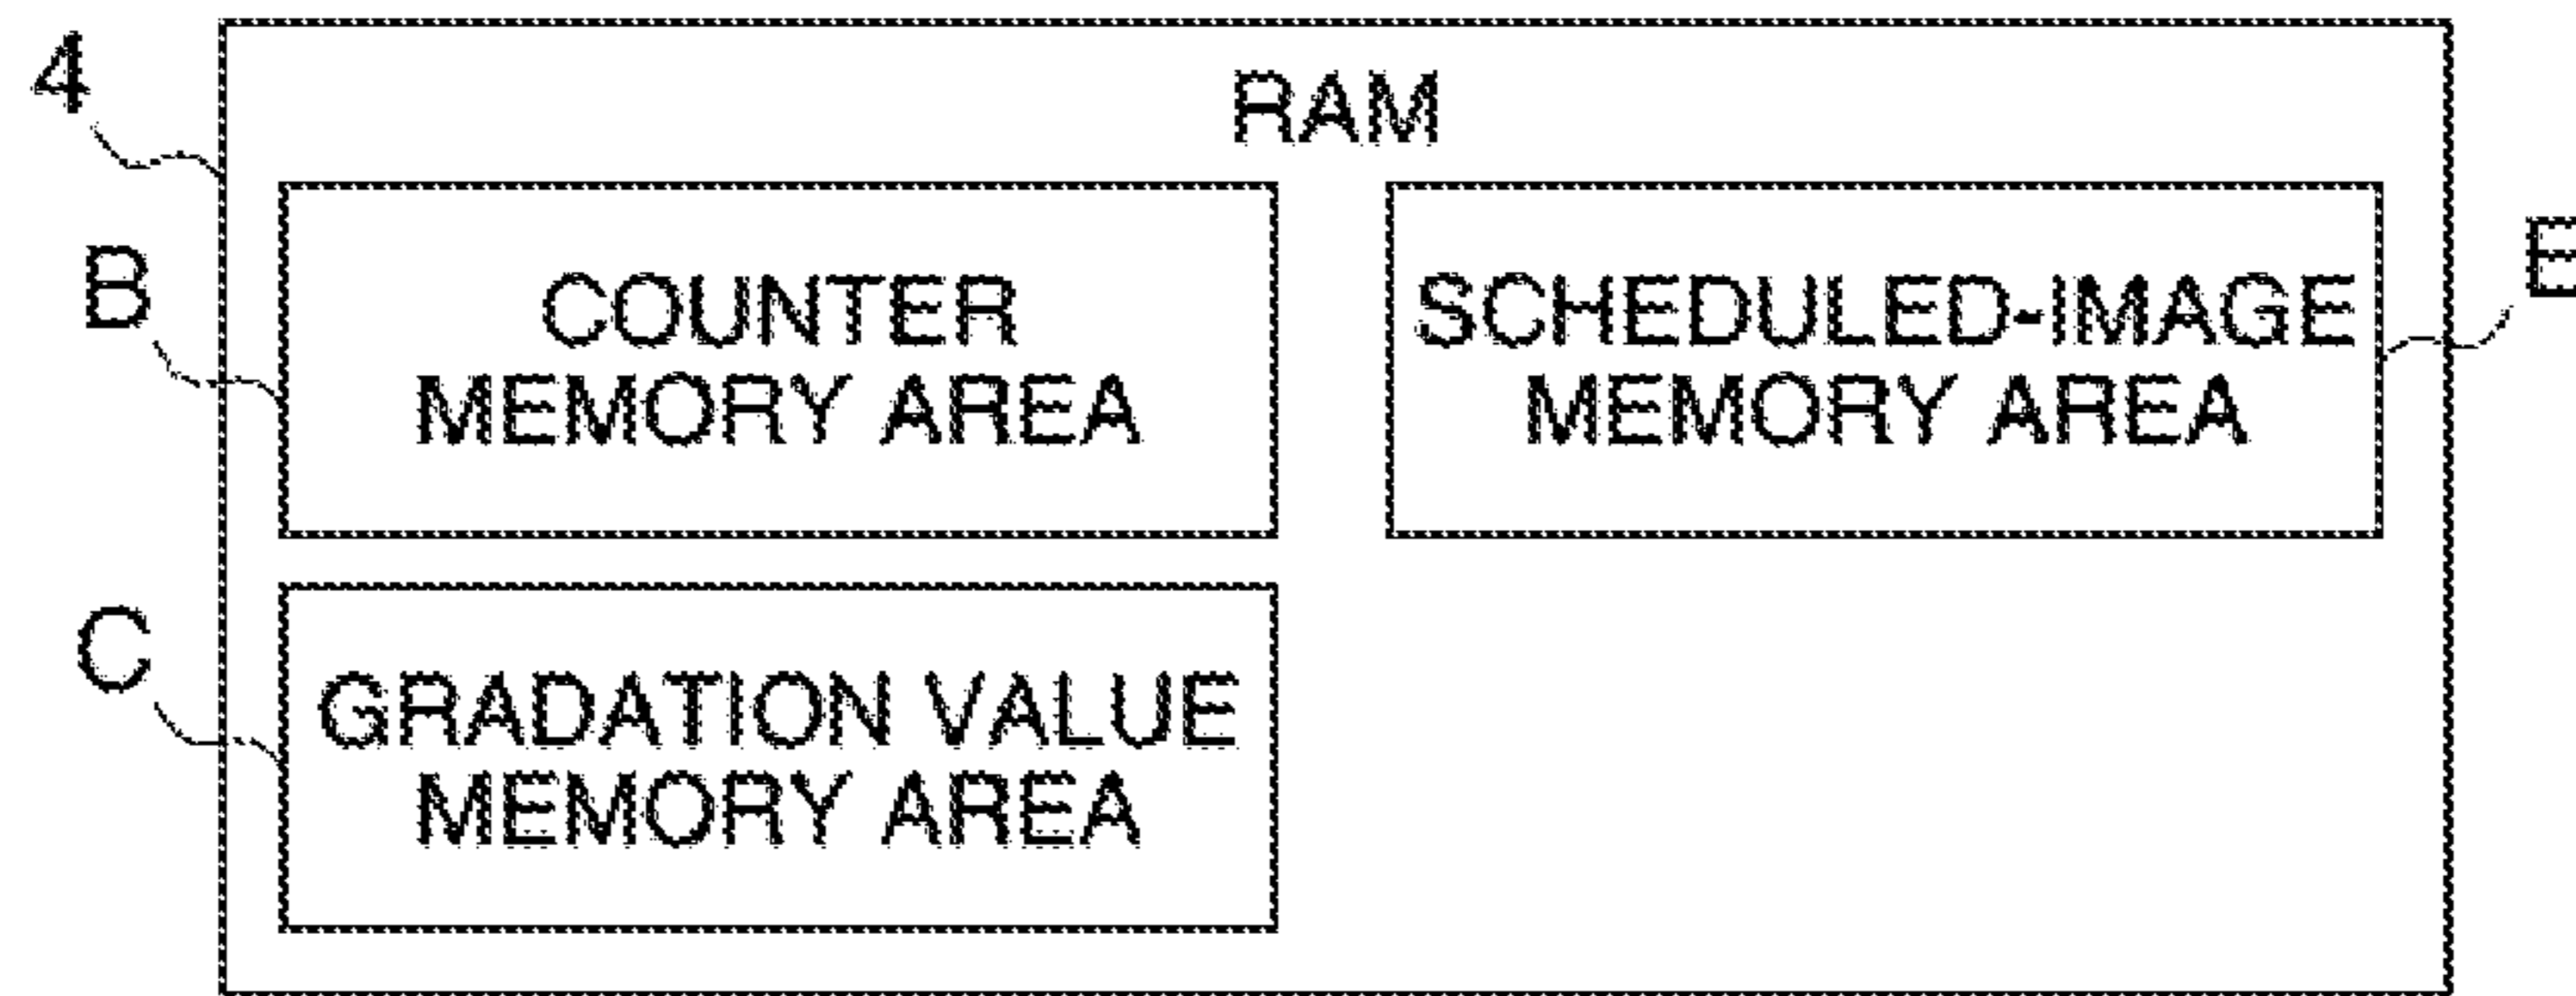 4
RAM
B
COUNTER
MEMORY AREA
SCHEDULED-IMAGE
MEMORY AREA
E
C
GRADATION VALUE
MEMORY AREA